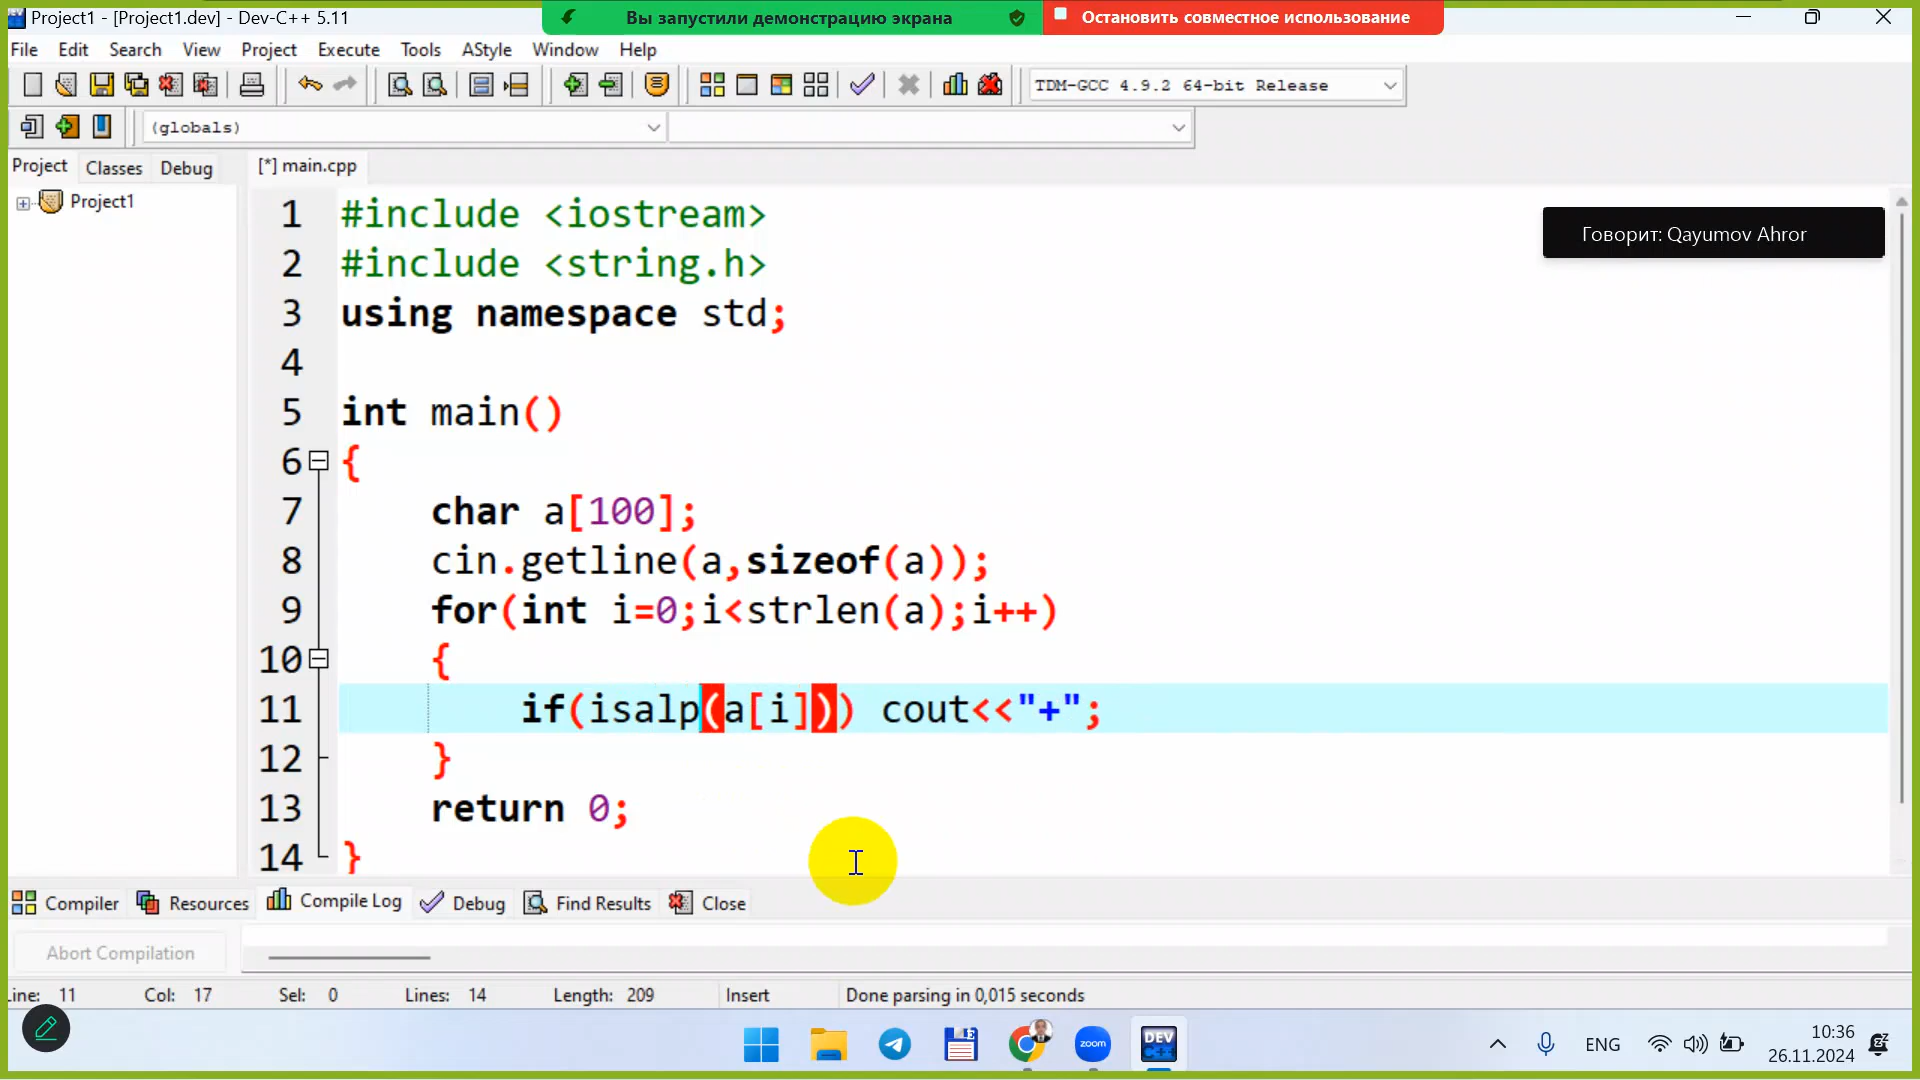 Project1 - [Project1.dev] - Dev-C++ 5.11
Вы запустили демонстрацию экрана
Остановить совместное использование
File Edit Search View Project Execute Tools AStyle Window Help
TDM-GCC 4.9.2 64-bit Release
(globals)
Project Classes Debug
[*] main.cpp
Project1
Говорит: Qayumov Ahror
1 #include <iostream>
2 #include <string.h>
3 using namespace std;
4
5 int main()
6 {
7 char a[100];
8 cin.getline(a,sizeof(a));
9 for(int i=0;i<strlen(a);i++)
10 {
11 if(isalp(a[i])) cout<<"+";
12 }
13 return 0;
14 }
Compiler Resources Compile Log Debug Find Results Close
Abort Compilation
Line: 11 Col: 17 Sel: 0 Lines: 14 Length: 209 Insert Done parsing in 0,015 seconds
zoom
DEV C++
ENG
10:36
26.11.2024